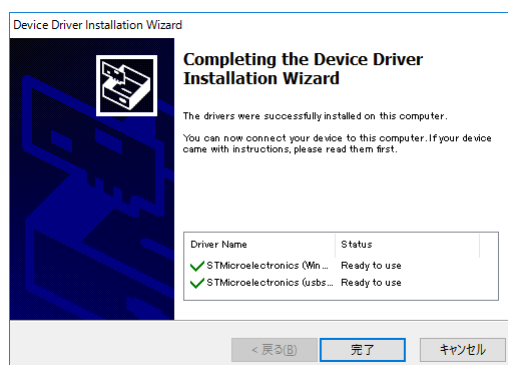 Device Driver Installation Wizard
Completing the Device Driver
Installation Wizard
The drivers were successfully installed on this computer.
You can now connect your device to this computer. If your device
came with instructions, please read them first.
Driver Name Status
STMicroelectronics (Win... Ready to use
STMicroelectronics (usbs... Ready to use
< 戻る(B) 完了 キャンセル